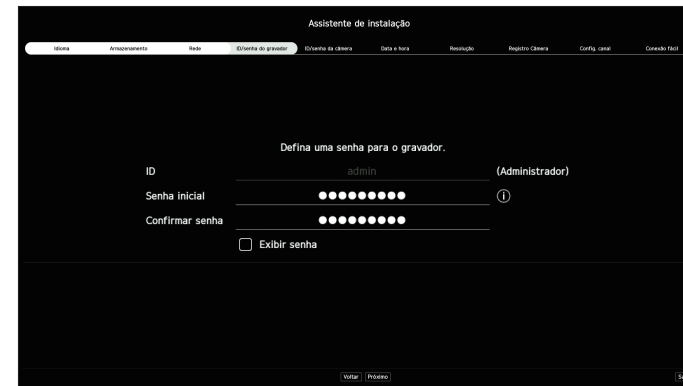 Assistente de instalação
Idioma Armazenamento Rede ID/senha do gravador ID/senha da câmera Data e hora Resolução Registro Câmera Config. canal Conexão fácil
Defina uma senha para o gravador.
ID admin (Administrador)
Senha inicial
Confirmar senha
Exibir senha
Voltar Próximo